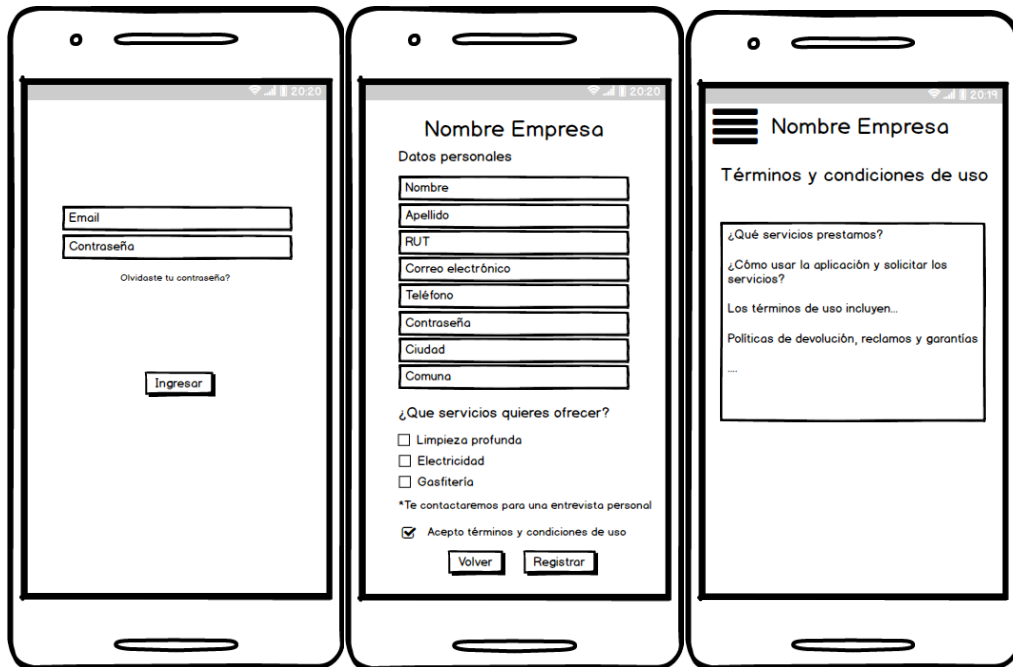 20:20
Email
Contraseña
Olvidaste tu contraseña?
Ingresar
20:20
Nombre Empresa
Datos personales
Nombre
Apellido
RUT
Correo electrónico
Teléfono
Contraseña
Ciudad
Comuna
¿Que servicios quieres ofrecer?
Limpieza profunda
Electricidad
Gasfitería
*Te contactaremos para una entrevista personal
Acepto términos y condiciones de uso
Volver
Registrar
20:19
Nombre Empresa
Términos y condiciones de uso
¿Qué servicios prestamos?
¿Cómo usar la aplicación y solicitar los
servicios?
Los términos de uso incluyen...
Políticas de devolución, reclamos y garantías
....